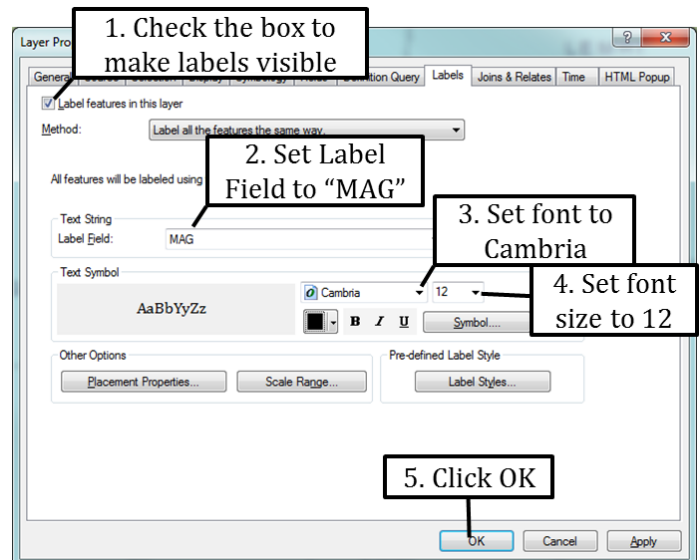 1. Check the box to
make labels visible
Layer Pro
General
Definition Query Labels Joins & Relates Time HTML Popup
Label features in this layer
Method: Label all the features the same way.
2. Set Label
Field to “MAG”
All features will be labeled using
Text String
Label Field: MAG
3. Set font to
Cambria
Text Symbol
AaBbYyZz
Cambria 12
4. Set font
size to 12
B I U Symbol...
Other Options
Pre-defined Label Style
Placement Properties... Scale Range... Label Styles...
5. Click OK
OK Cancel Apply